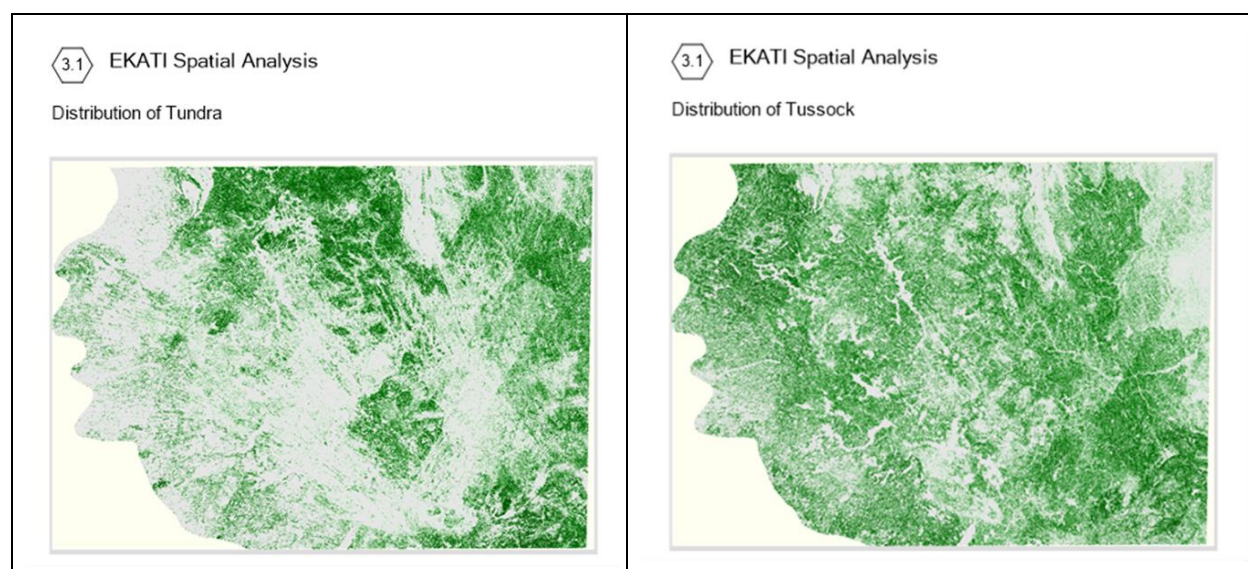 3.1 EKATI Spatial Analysis
Distribution of Tundra
3.1 EKATI Spatial Analysis
Distribution of Tussock